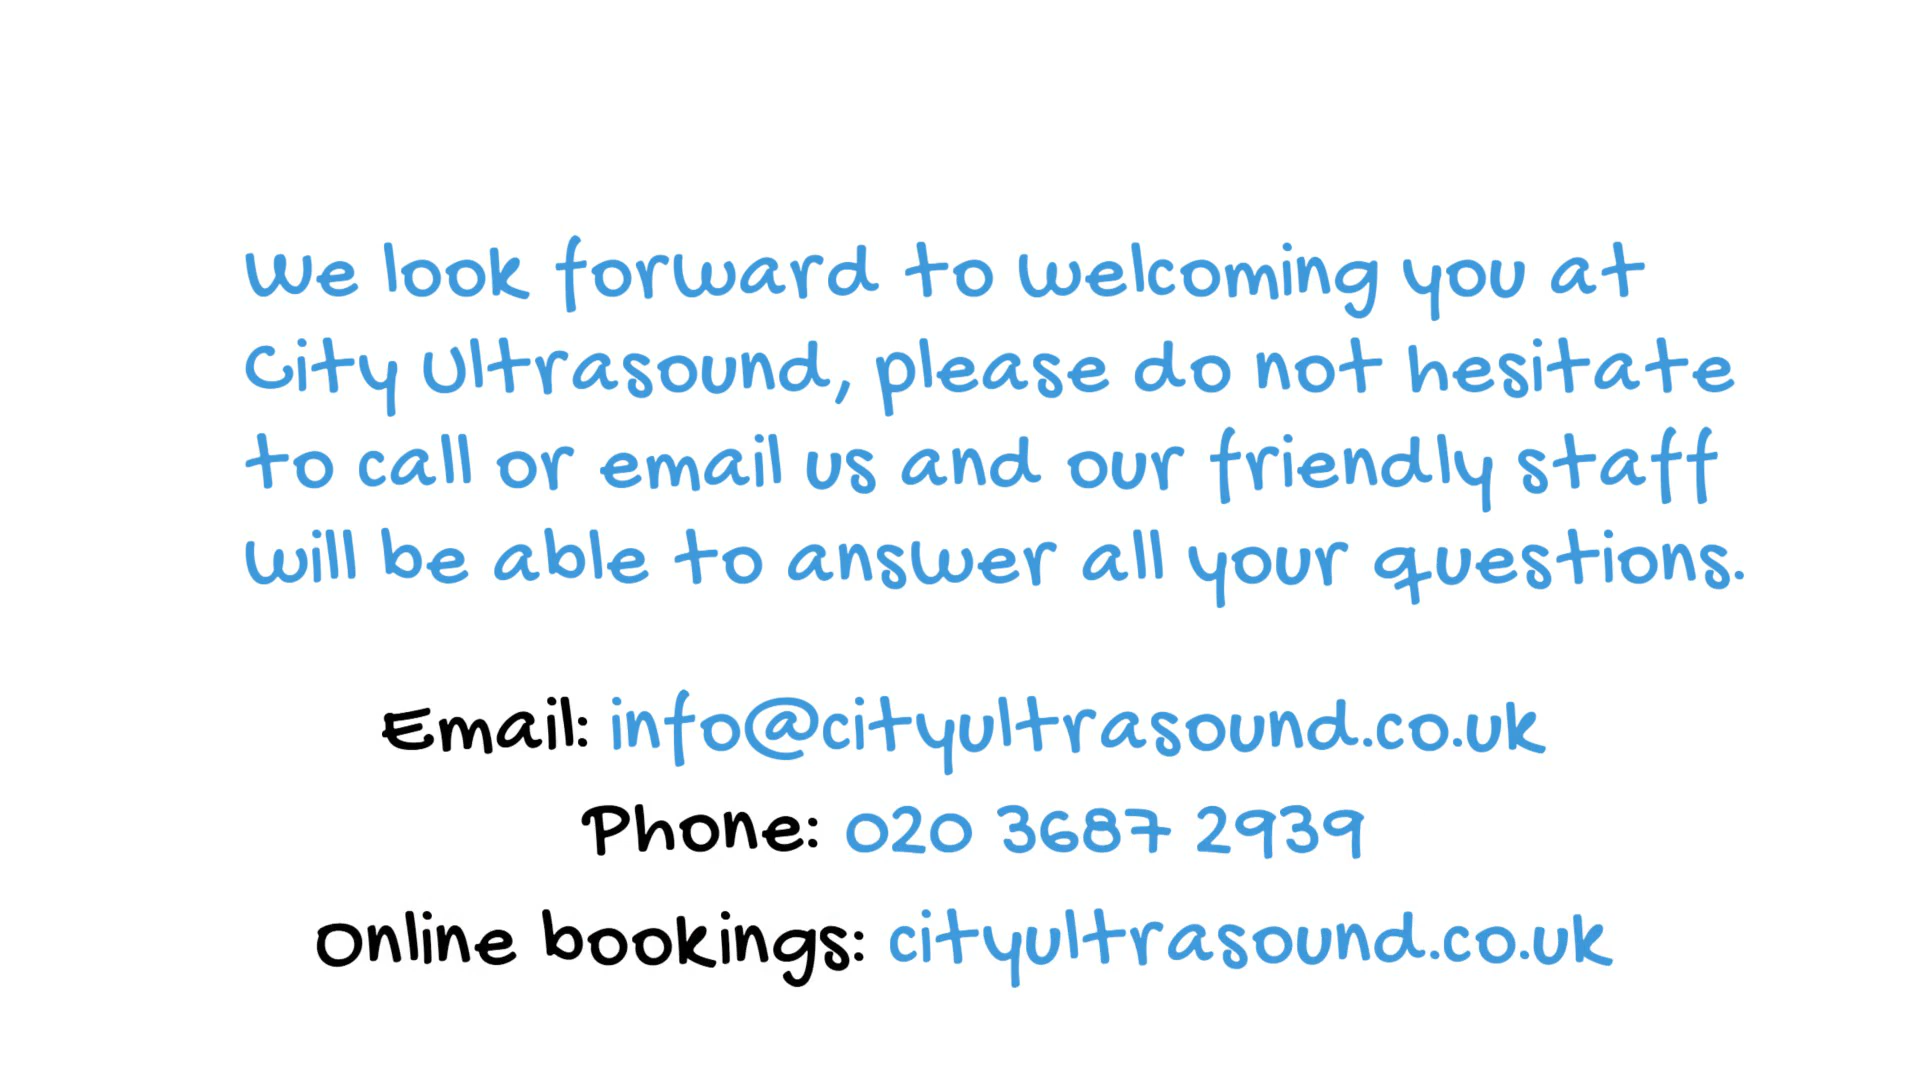 We look forward to welcoming you at
City Ultrasound, please do not hesitate
to call or email us and our friendly staff
will be able to answer all your questions.
Email: info@cityultrasound.co.uk
Phone: 020 3687 2939
Online bookings: cityultrasound.co.uk